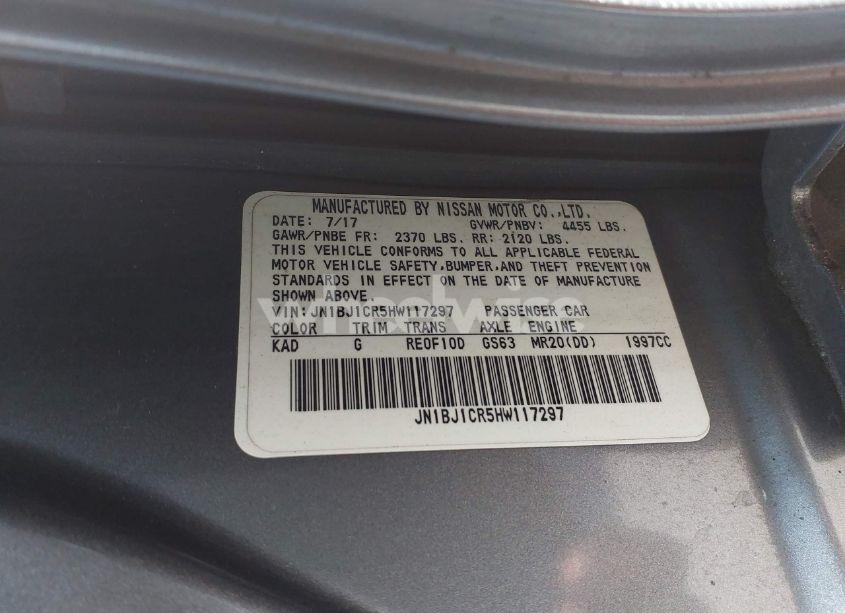 MANUFACTURED BY NISSAN MOTOR CO.,LTD.
DATE: 7/17 GVWR/PNBV: 4455 LBS.
GAWR/PNBE FR: 2370 LBS. RR: 2120 LBS.
THIS VEHICLE CONFORMS TO ALL APPLICABLE FEDERAL
MOTOR VEHICLE SAFETY,BUMPER,AND THEFT PREVENTION
STANDARDS IN EFFECT ON THE DATE OF MANUFACTURE
SHOWN ABOVE.
VIN:JN1BJ1CR5HW117297 PASSENGER CAR
COLOR TRIM TRANS AXLE ENGINE
KAD G RE0F10D GS63 MR20(DD) 1997CC
JN1BJ1CR5HW117297